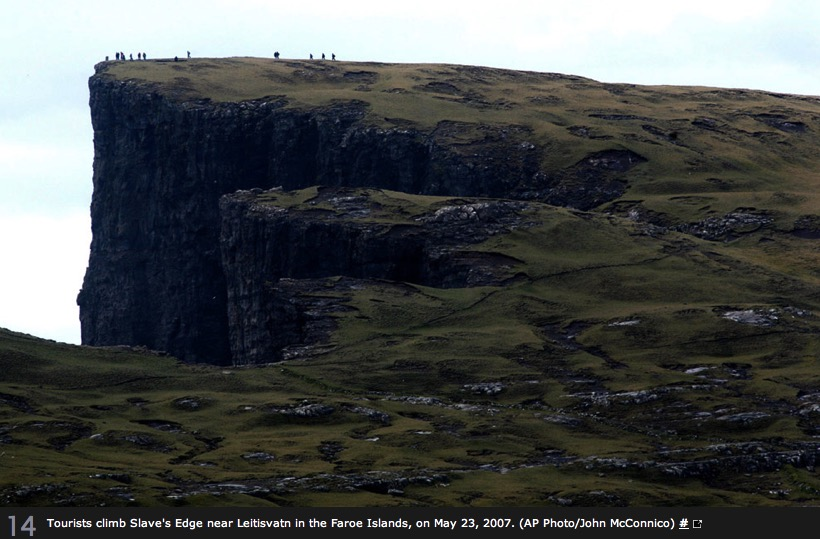 14 Tourists climb Slave's Edge near Leitisvatn in the Faroe Islands, on May 23, 2007. (AP Photo/John McConnico) #